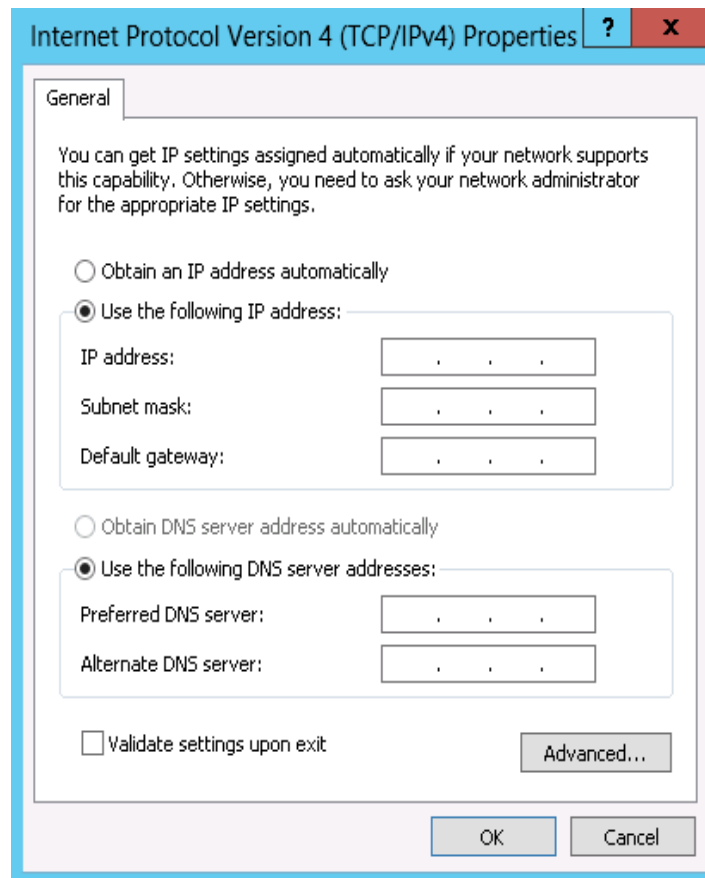 Internet Protocol Version 4 (TCP/IPv4) Properties ? x
General
You can get IP settings assigned automatically if your network supports
this capability. Otherwise, you need to ask your network administrator
for the appropriate IP settings.
Obtain an IP address automatically
Use the following IP address:
IP address: . . .
Subnet mask: . . .
Default gateway: . . .
Obtain DNS server address automatically
Use the following DNS server addresses:
Preferred DNS server: . . .
Alternate DNS server: . . .
Validate settings upon exit
Advanced...
OK Cancel